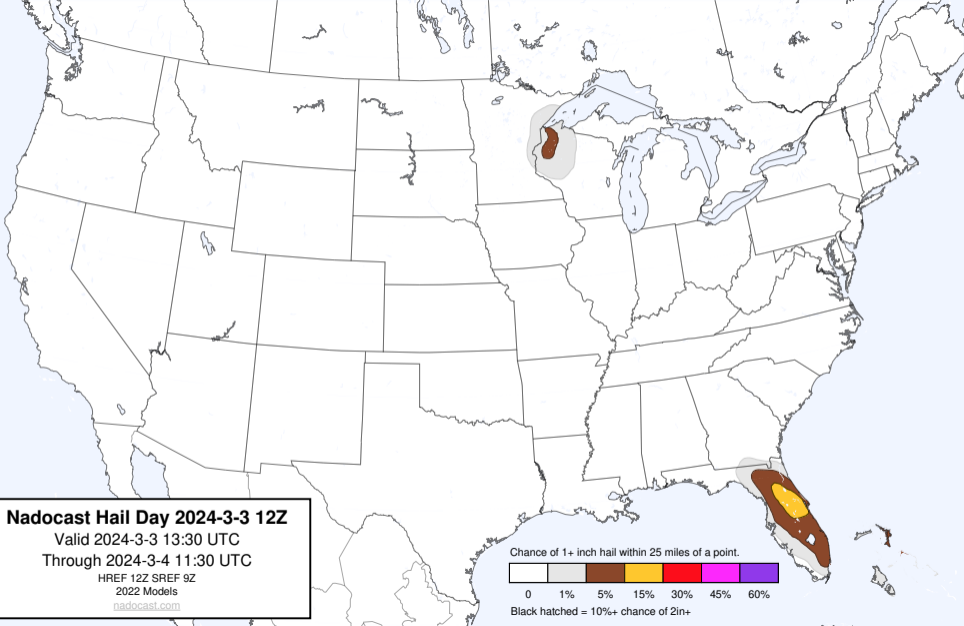 Nadocast Hail Day 2024-3-3 12Z
Valid 2024-3-3 13:30 UTC
Through 2024-3-4 11:30 UTC
HREF 12Z SREF 9Z
2022 Models
nadocast.com
Chance of 1+ inch hail within 25 miles of a point.
0 1% 5% 15% 30% 45% 60%
Black hatched = 10%+ chance of 2in+